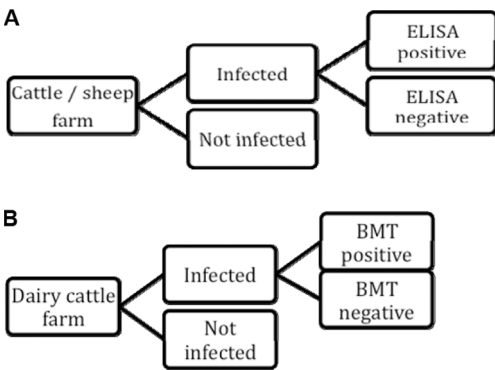 A
Cattle / sheep
farm
Infected
Not infected
ELISA
positive
ELISA
negative
B
Dairy cattle
farm
Infected
Not
infected
BMT
positive
BMT
negative